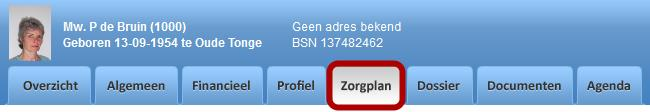 Mw. P de Bruin (1000)
Geboren 13-09-1954 te Oude Tonge
Geen adres bekend
BSN 137482462
Overzicht Algemeen Financieel Profiel Zorgplan Dossier Documenten Agenda